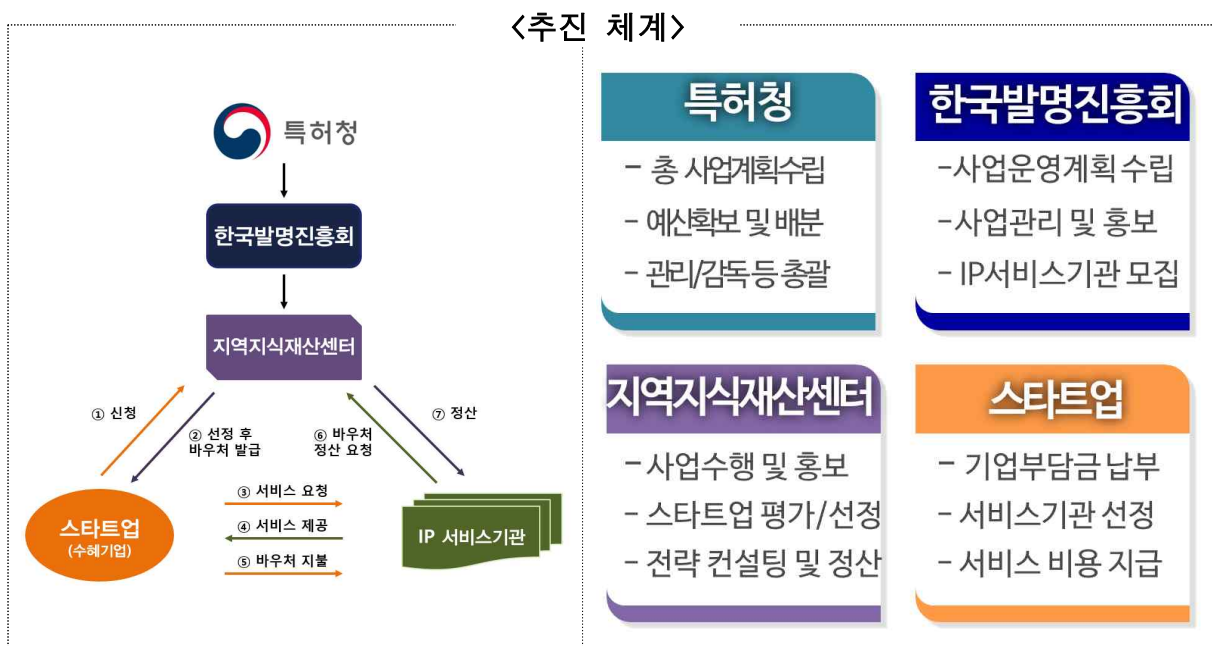 <추진 체계>
특허청
한국발명진흥회
지역지식재산센터
① 신청
② 선정 후
바우처 발급
⑥ 바우처
정산 요청
⑦ 정산
③ 서비스 요청
④ 서비스 제공
⑤ 바우처 지불
스타트업
(수혜기업)
IP 서비스기관
특허청
- 총 사업계획수립
- 예산확보 및 배분
- 관리/감독 등 총괄
한국발명진흥회
-사업운영계획 수립
-사업관리 및 홍보
- IP서비스기관 모집
지역지식재산센터
- 사업수행 및 홍보
- 스타트업 평가/선정
- 전략 컨설팅 및 정산
스타트업
- 기업부담금 납부
- 서비스기관 선정
- 서비스 비용 지급